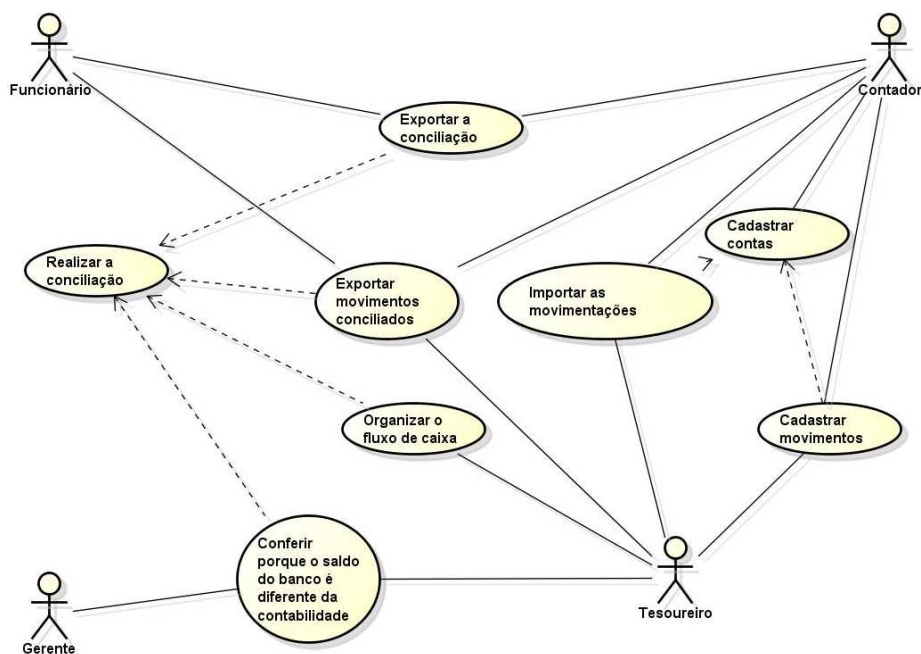 Funcionário
Contador
Exportar a
conciliação
Cadastrar
contas
Realizar a
conciliação
Exportar
movimentos
conciliados
Importar as
movimentações
Organizar o
fluxo de caixa
Cadastrar
movimentos
Conferir
porque o saldo
do banco é
diferente da
contabilidade
Tesoureiro
Gerente